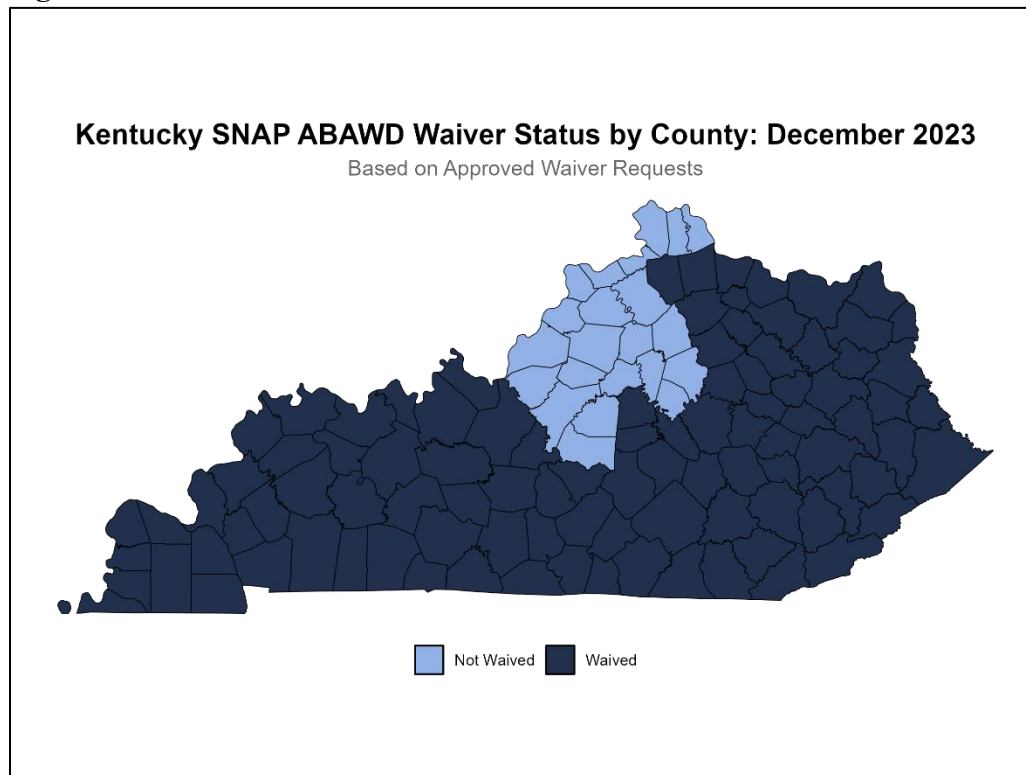 Kentucky SNAP ABAWD Waiver Status by County: December 2023
Based on Approved Waiver Requests
Not Waived Waived